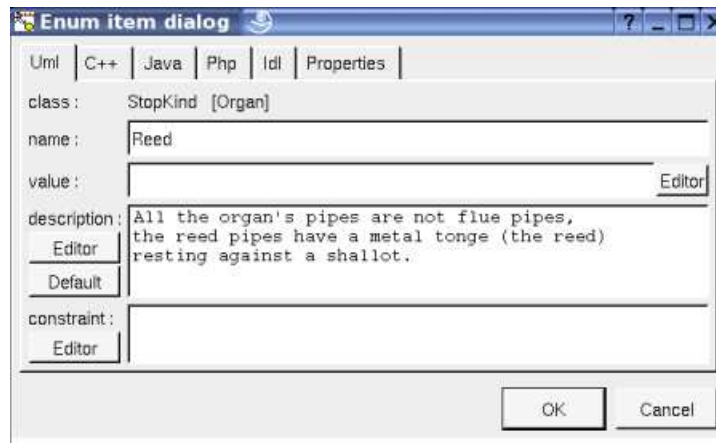 Enum item dialog
Uml C++ Java Php Idl Properties
class : StopKind [Organ]
name : Reed
value : Editor
description : All the organ's pipes are not flue pipes,
the reed pipes have a metal tonge (the reed)
Editor
resting against a shallot.
Default
constraint :
Editor
OK Cancel